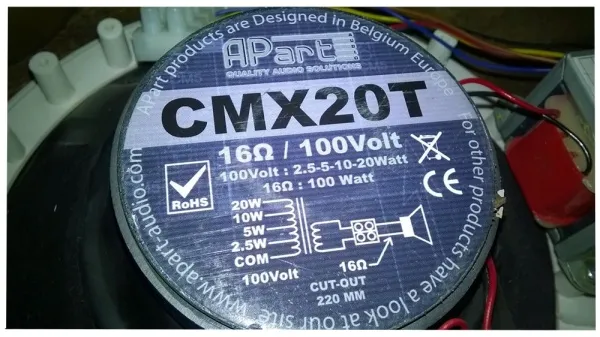 APart products are Designed in Belgium Europe
For other products have a look at our site
www.apart-audio.com
APart
QUALITY AUDIO SOLUTIONS
CMX20T
16Ω / 100Volt
100Volt : 2.5-5-10-20Watt
16Ω : 100 Watt
RoHS
CE
20W
10W
5W
2.5W
COM
100Volt
16Ω
CUT-OUT
220 MM